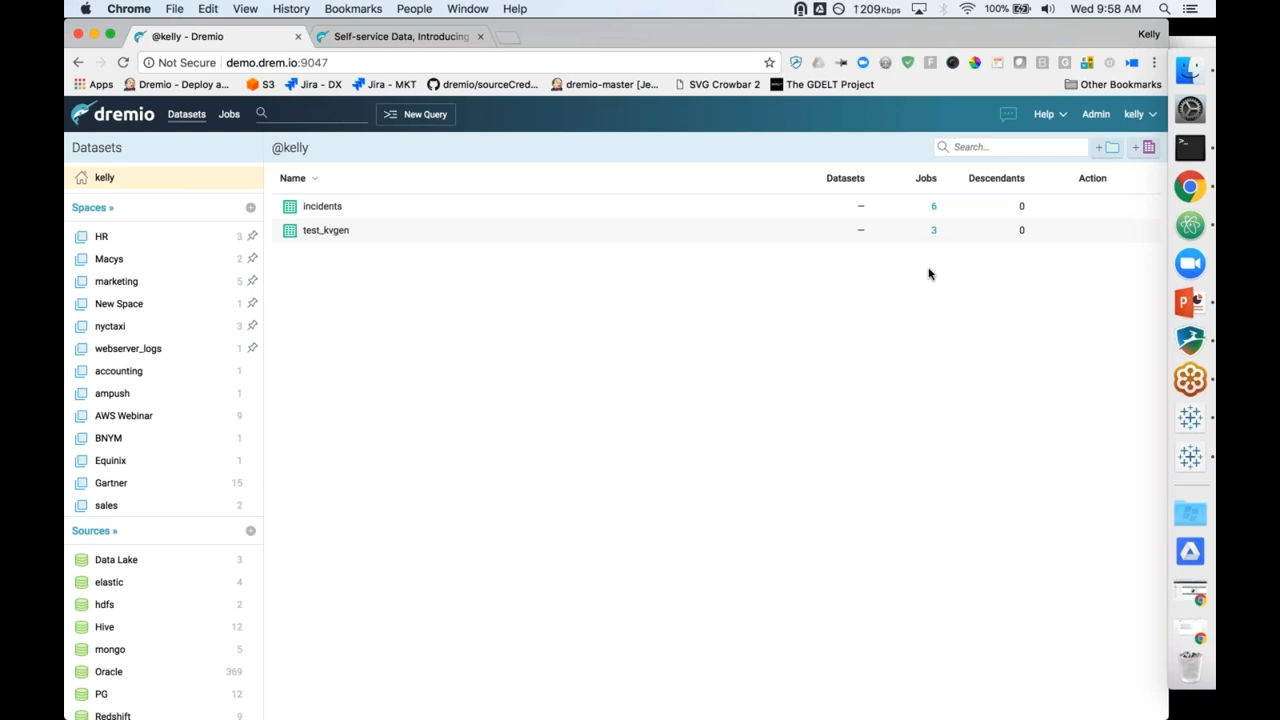 Chrome File Edit View History Bookmarks People Window Help 1209Kbps 100% Wed 9:58 AM
@kelly - Dremio Self-service Data, Introducing Kelly
Not Secure demo.drem.io:9047
Apps Dremio - Deploy a... S3 Jira - DX Jira - MKT dremio/sourceCred... dremio-master [Je... SVG Crowbar 2 The GDELT Project Other Bookmarks
dremio Datasets Jobs New Query Help Admin kelly
Datasets @kelly Search...
kelly Name Datasets Jobs Descendants Action
Spaces » incidents — 6 0
HR 3 test_kvgen — 3 0
Macys 2
marketing 5
New Space 1
nyctaxi 3
webserver_logs 1
accounting 1
ampush 1
AWS Webinar 9
BNYM 1
Equinix 1
Gartner 15
sales 2
Sources »
Data Lake 3
elastic 4
hdfs 2
Hive 12
mongo 5
Oracle 369
PG 12
Redshift 9